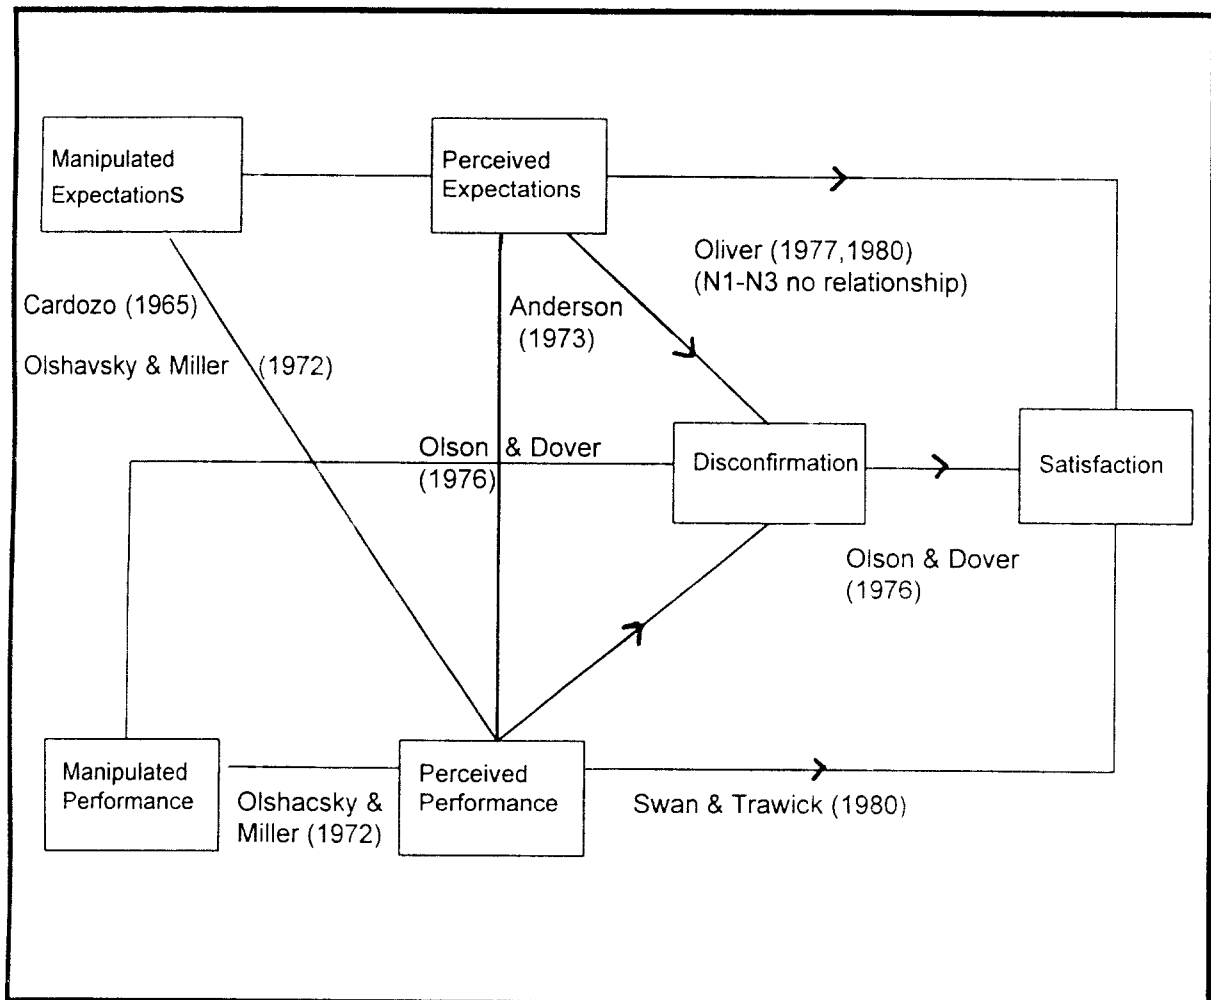 Manipulated
ExpectationS
Perceived
Expectations
Oliver (1977,1980)
(N1-N3 no relationship)
Cardozo (1965)
Anderson
(1973)
Olshavsky & Miller (1972)
Olson & Dover
(1976)
Disconfirmation
Satisfaction
Olson & Dover
(1976)
Manipulated
Performance
Olshacsky &
Miller (1972)
Perceived
Performance
Swan & Trawick (1980)